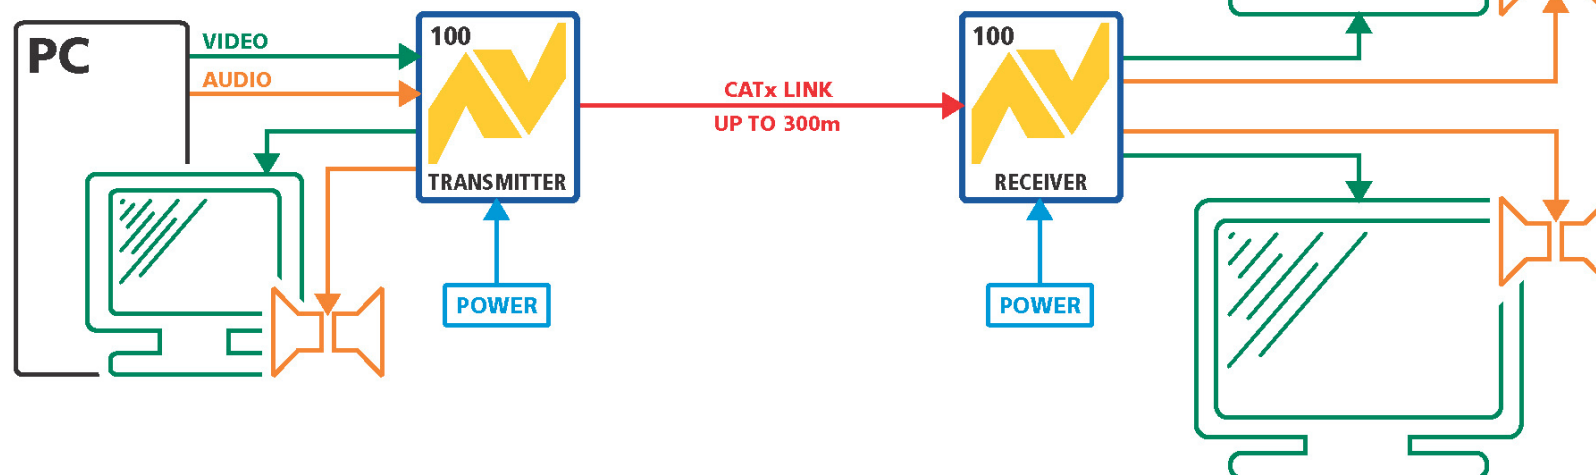 PC
VIDEO
AUDIO
100
TRANSMITTER
POWER
CATx LINK
UP TO 300m
100
RECEIVER
POWER